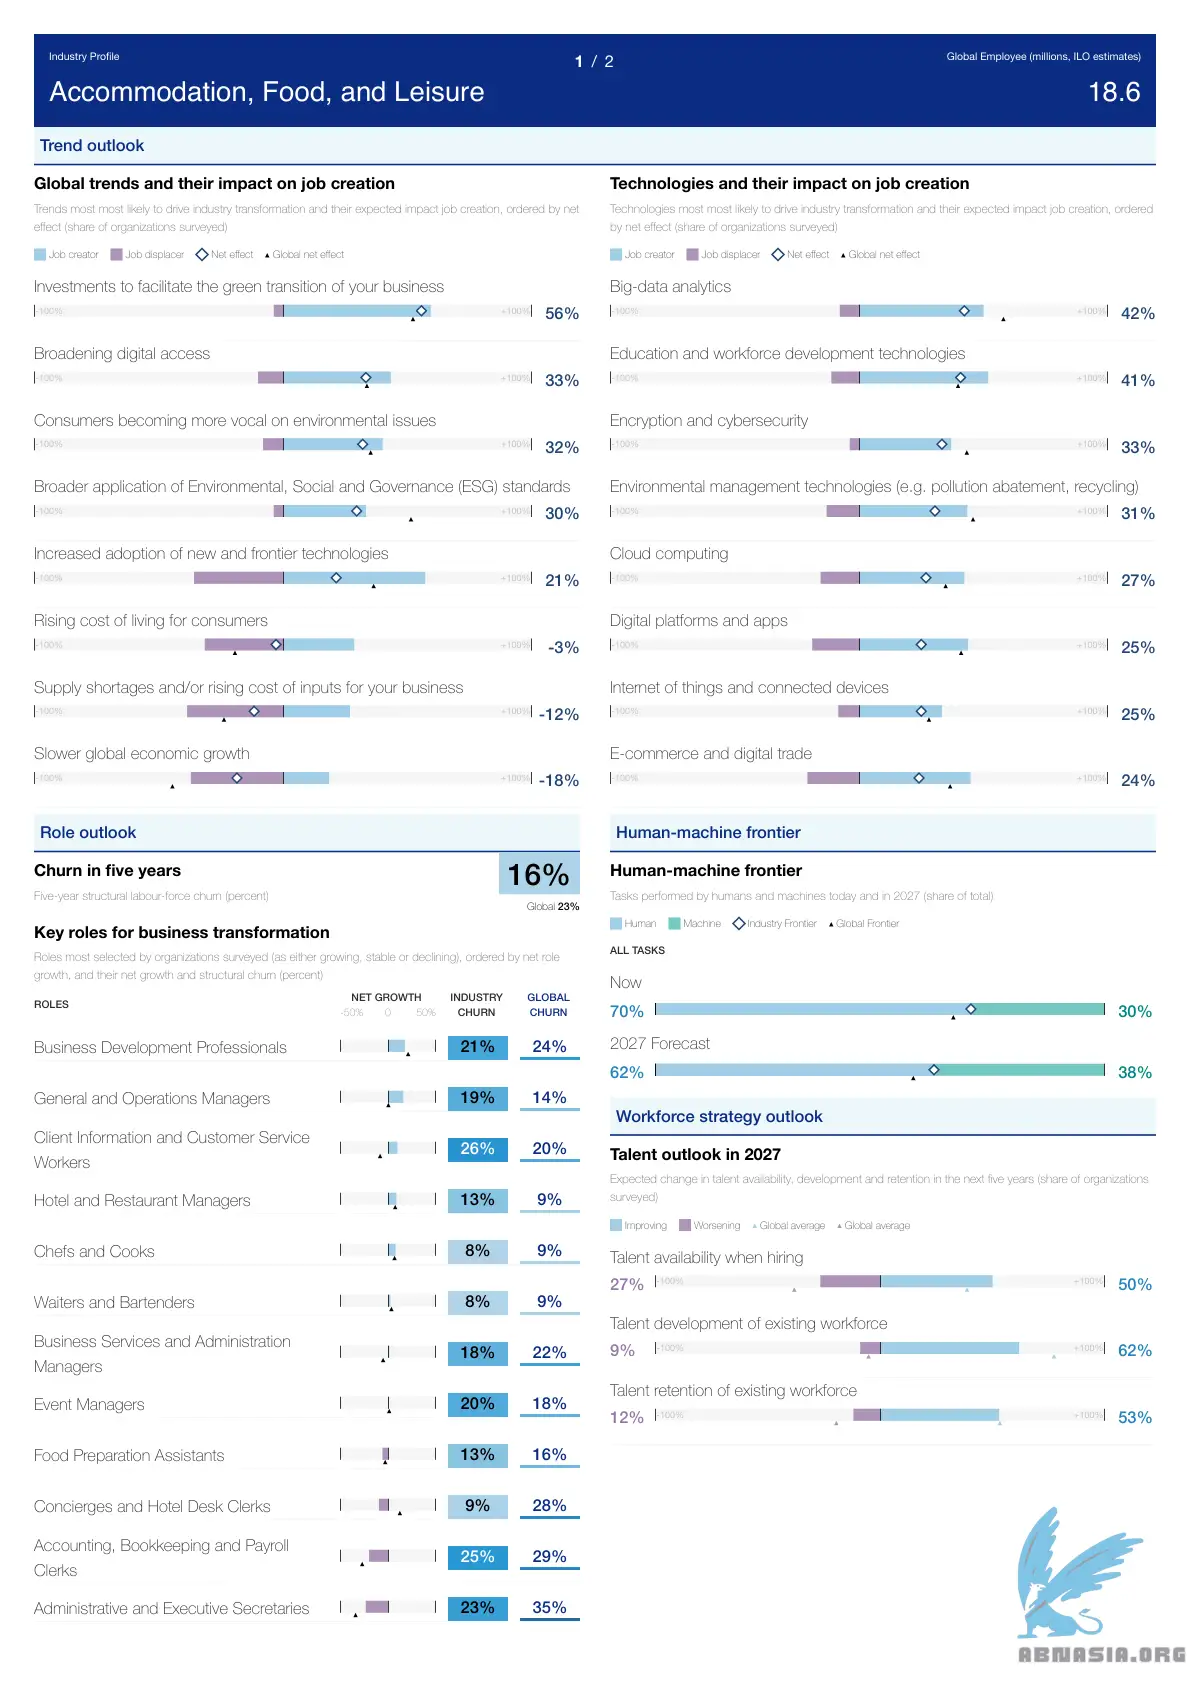 Industry Profile
1 / 2
Global Employee (millions, ILO estimates)
Accommodation, Food, and Leisure
18.6
Trend outlook
Global trends and their impact on job creation
Trends most most likely to drive industry transformation and their expected impact job creation, ordered by net
effect (share of organizations surveyed)
Job creator Job displacer Net effect Global net effect
Investments to facilitate the green transition of your business
-100% +100% 56%
Broadening digital access
-100% +100% 33%
Consumers becoming more vocal on environmental issues
-100% +100% 32%
Broader application of Environmental, Social and Governance (ESG) standards
-100% +100% 30%
Increased adoption of new and frontier technologies
-100% +100% 21%
Rising cost of living for consumers
-100% +100% -3%
Supply shortages and/or rising cost of inputs for your business
-100% +100% -12%
Slower global economic growth
-100% +100% -18%
Technologies and their impact on job creation
Technologies most most likely to drive industry transformation and their expected impact job creation, ordered
by net effect (share of organizations surveyed)
Job creator Job displacer Net effect Global net effect
Big-data analytics
-100% +100% 42%
Education and workforce development technologies
-100% +100% 41%
Encryption and cybersecurity
-100% +100% 33%
Environmental management technologies (e.g. pollution abatement, recycling)
-100% +100% 31%
Cloud computing
-100% +100% 27%
Digital platforms and apps
-100% +100% 25%
Internet of things and connected devices
-100% +100% 25%
E-commerce and digital trade
-100% +100% 24%
Role outlook
Churn in five years
16%
Five-year structural labour-force churn (percent)
Global 23%
Key roles for business transformation
Roles most selected by organizations surveyed (as either growing, stable or declining), ordered by net role
growth, and their net growth and structural churn (percent)
ROLES NET GROWTH INDUSTRY CHURN GLOBAL CHURN
-50% 0 50%
Business Development Professionals 21% 24%
General and Operations Managers 19% 14%
Client Information and Customer Service
Workers 26% 20%
Hotel and Restaurant Managers 13% 9%
Chefs and Cooks 8% 9%
Waiters and Bartenders 8% 9%
Business Services and Administration
Managers 18% 22%
Event Managers 20% 18%
Food Preparation Assistants 13% 16%
Concierges and Hotel Desk Clerks 9% 28%
Accounting, Bookkeeping and Payroll
Clerks 25% 29%
Administrative and Executive Secretaries 23% 35%
Human-machine frontier
Human-machine frontier
Tasks performed by humans and machines today and in 2027 (share of total)
Human Machine Industry Frontier Global Frontier
ALL TASKS
Now
70% 30%
2027 Forecast
62% 38%
Workforce strategy outlook
Talent outlook in 2027
Expected change in talent availability, development and retention in the next five years (share of organizations
surveyed)
Improving Worsening Global average Global average
Talent availability when hiring
27% -100% +100% 50%
Talent development of existing workforce
9% -100% +100% 62%
Talent retention of existing workforce
12% -100% +100% 53%
ABNASIA.ORG